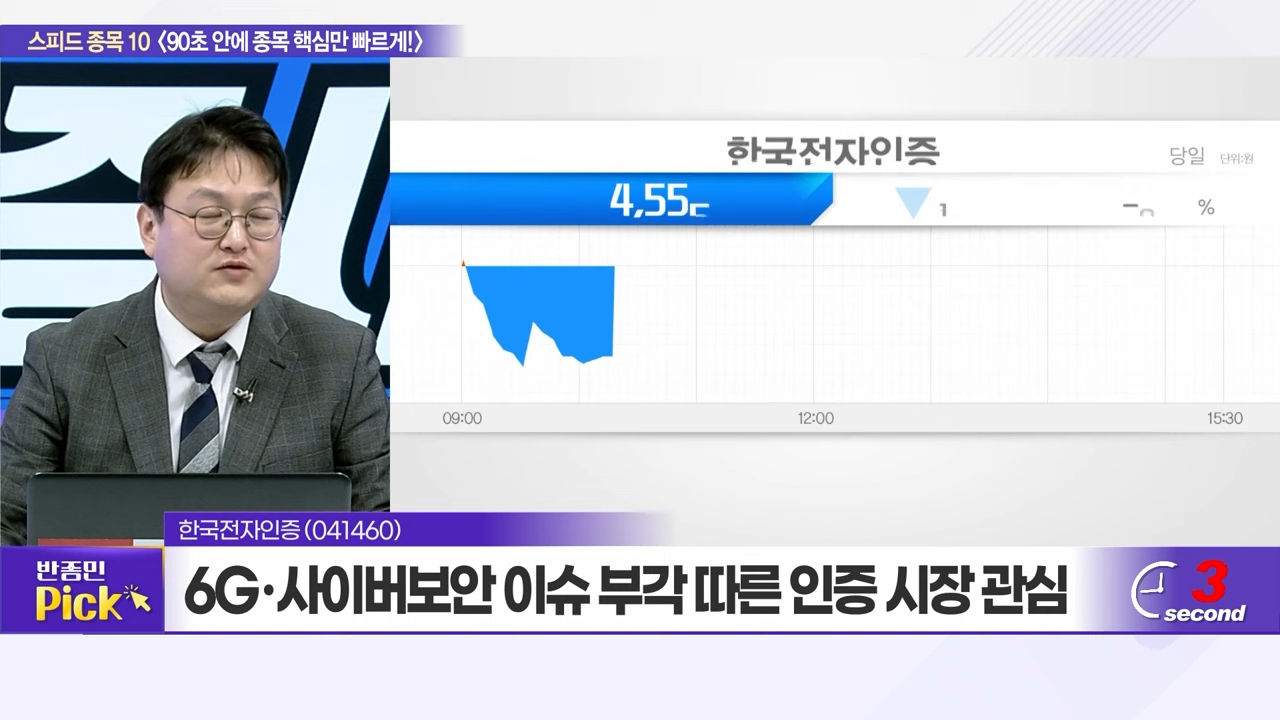 스피드 종목 10 <90초 안에 종목 핵심만 빠르게!>
한국전자인증
당일 단위:원
4,55
%
09:00 12:00 15:30
한국전자인증(041460)
반종민
Pick
6G·사이버보안 이슈 부각 따른 인증 시장 관심
3
second